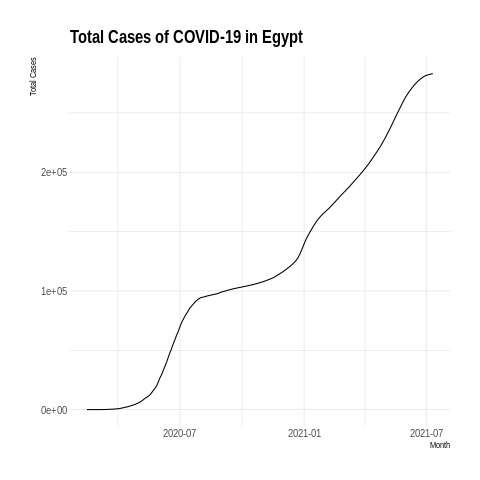 Total Cases of COVID-19 in Egypt
Total Cases
2e+05
1e+05
0e+00
2020-07 2021-01 2021-07
Month